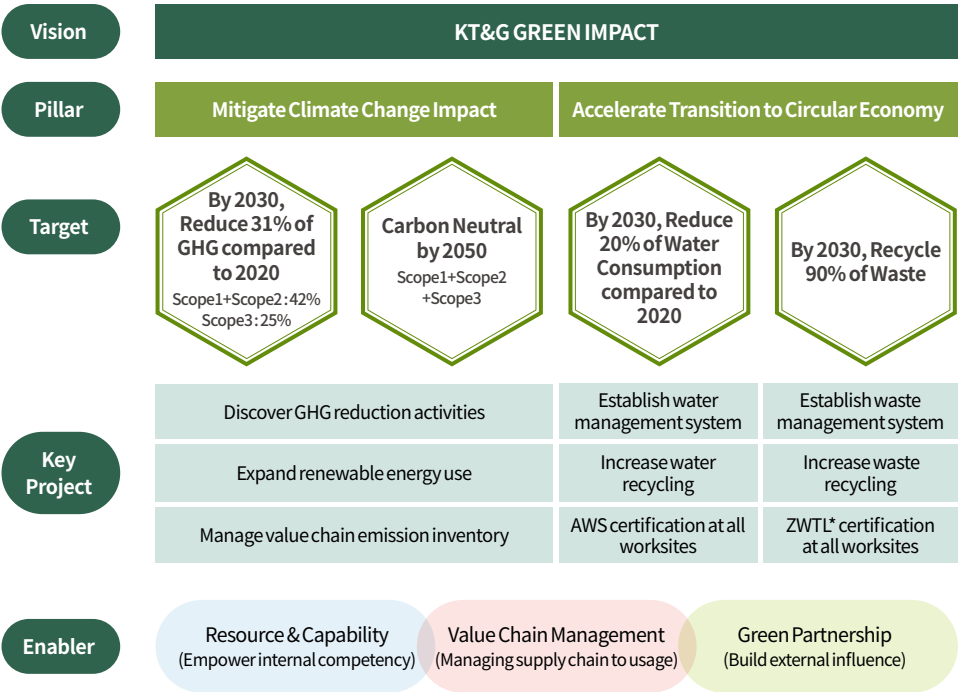 Vision
KT&G GREEN IMPACT
Pillar
Mitigate Climate Change Impact
Accelerate Transition to Circular Economy
Target
By 2030,
Reduce 31% of
GHG compared
to 2020
Scope1+Scope2 : 42%
Scope3 : 25%
Carbon Neutral
by 2050
Scope1+Scope2
+Scope3
By 2030, Reduce
20% of Water
Consumption
compared to
2020
By 2030, Recycle
90% of Waste
Key
Project
Discover GHG reduction activities
Establish water
management system
Establish waste
management system
Expand renewable energy use
Increase water
recycling
Increase waste
recycling
Manage value chain emission inventory
AWS certification at all
worksites
ZWTL* certification
at all worksites
Enabler
Resource & Capability
(Empower internal competency)
Value Chain Management
(Managing supply chain to usage)
Green Partnership
(Build external influence)